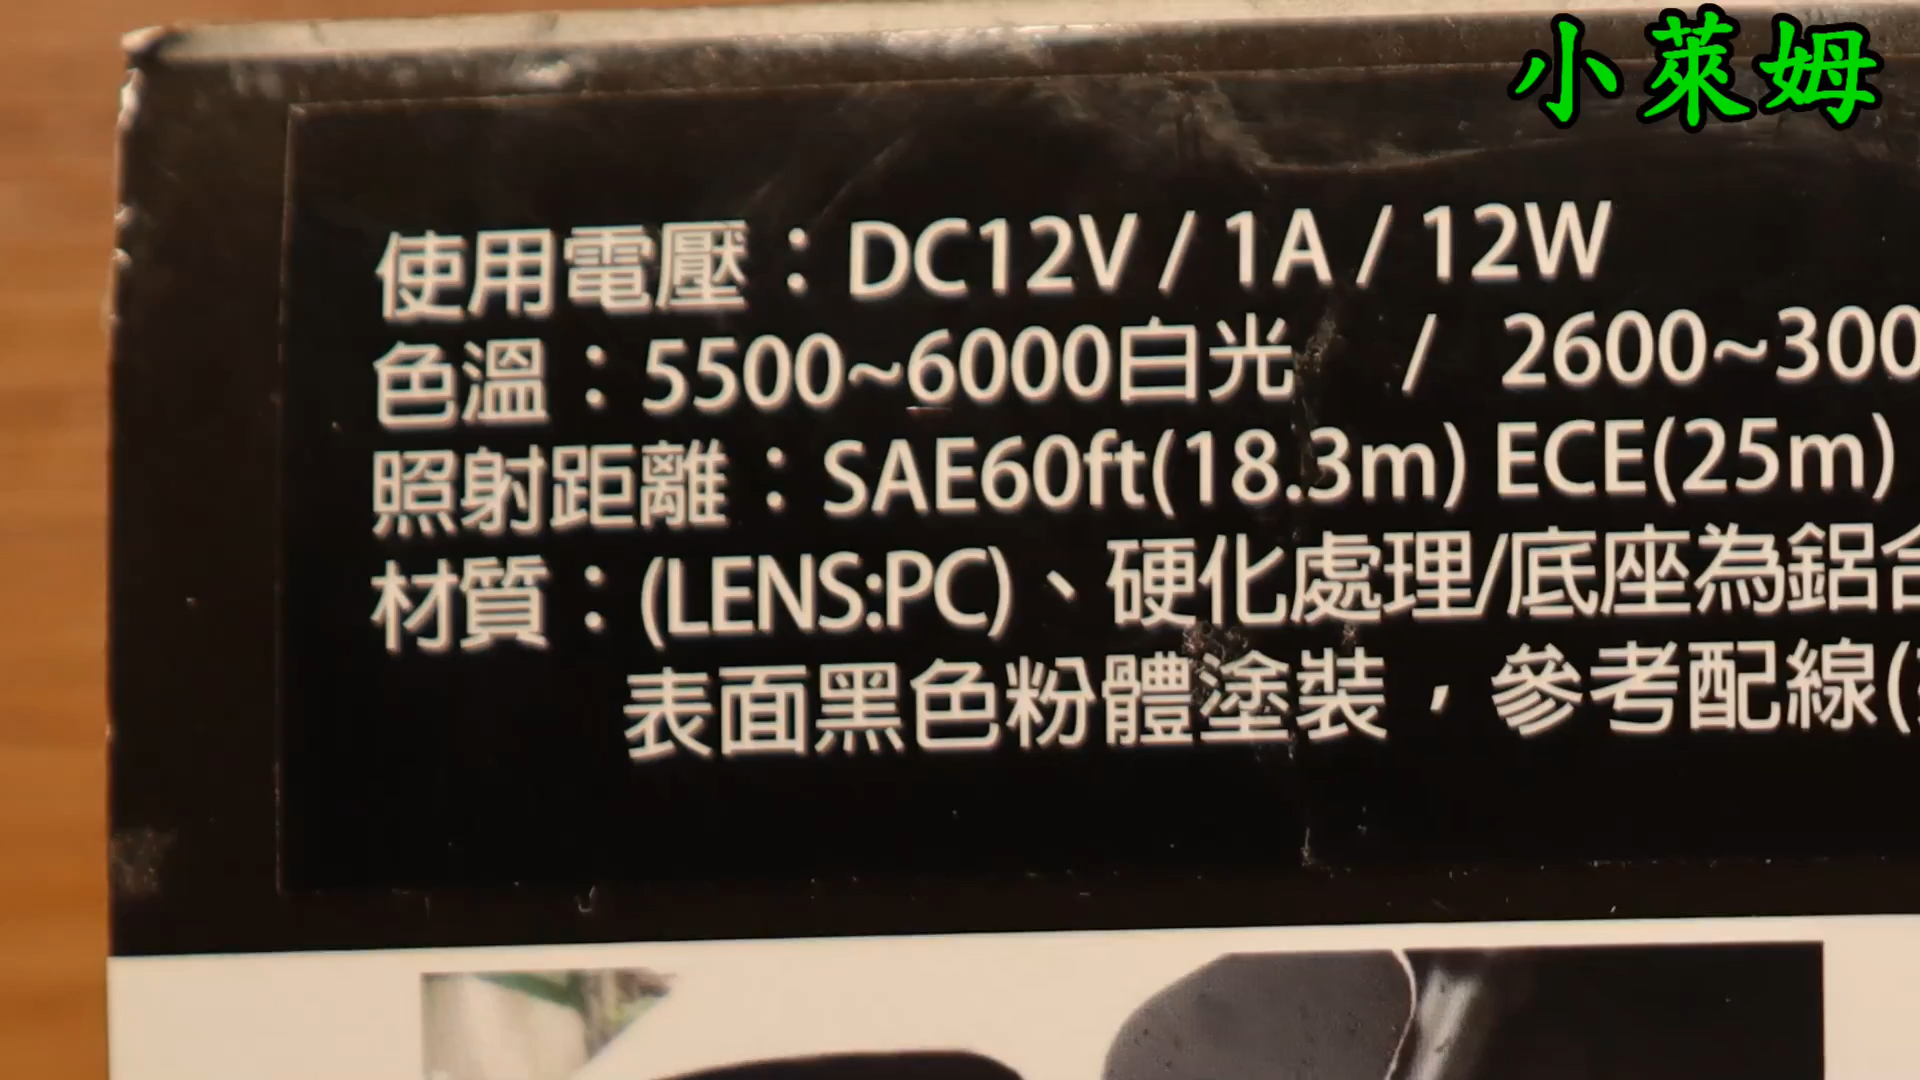 小萊姆
使用電壓：DC12V / 1A / 12W
色溫：5500~6000白光 / 2600~300
照射距離：SAE60ft(18.3m) ECE(25m)
材質：(LENS:PC)、硬化處理/底座為鋁合
表面黑色粉體塗裝，參考配線(